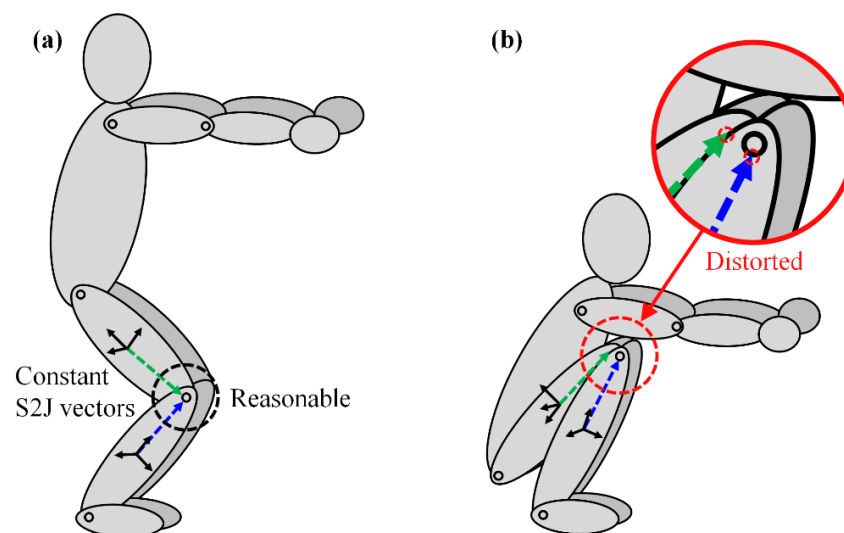 (a)
(b)
Distorted
Constant
S2J vectors
Reasonable